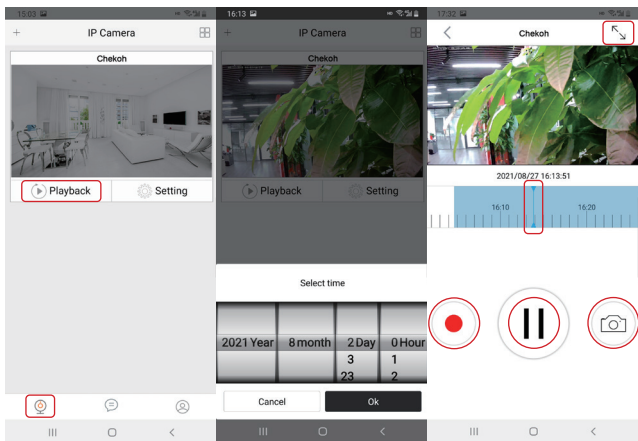 15:03
+ IP Camera
Chekoh
Playback
Setting
16:13
+ IP Camera
Chekoh
Playback
Setting
Select time
2021 Year 8 month 2 Day 0 Hour
3 1
23 2
Cancel
Ok
17:32
Chekoh
2021/08/27 16:13:51
16:10
16:20